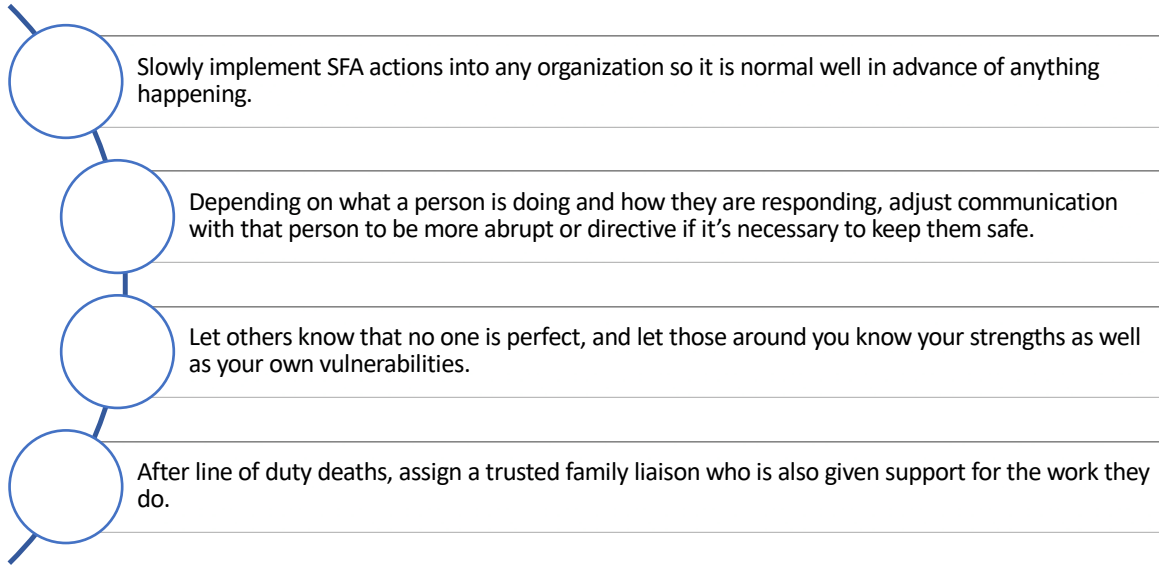 Slowly implement SFA actions into any organization so it is normal well in advance of anything
happening.
Depending on what a person is doing and how they are responding, adjust communication
with that person to be more abrupt or directive if it’s necessary to keep them safe.
Let others know that no one is perfect, and let those around you know your strengths as well
as your own vulnerabilities.
After line of duty deaths, assign a trusted family liaison who is also given support for the work they
do.